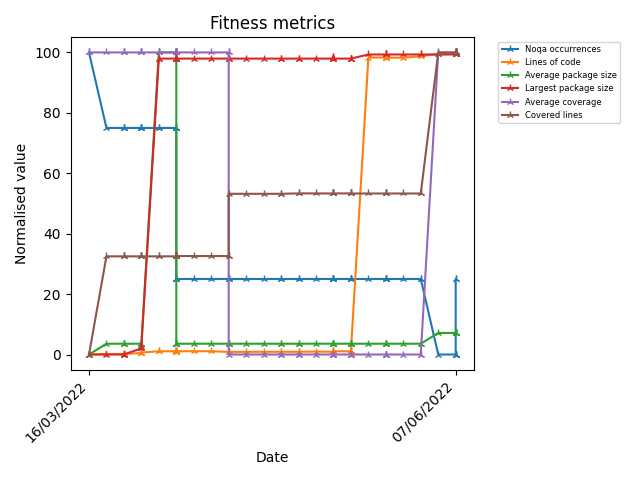 Fitness metrics
Normalised value
100
80
60
40
20
0
16/03/2022
07/06/2022
Date
Noqa occurrences
Lines of code
Average package size
Largest package size
Average coverage
Covered lines